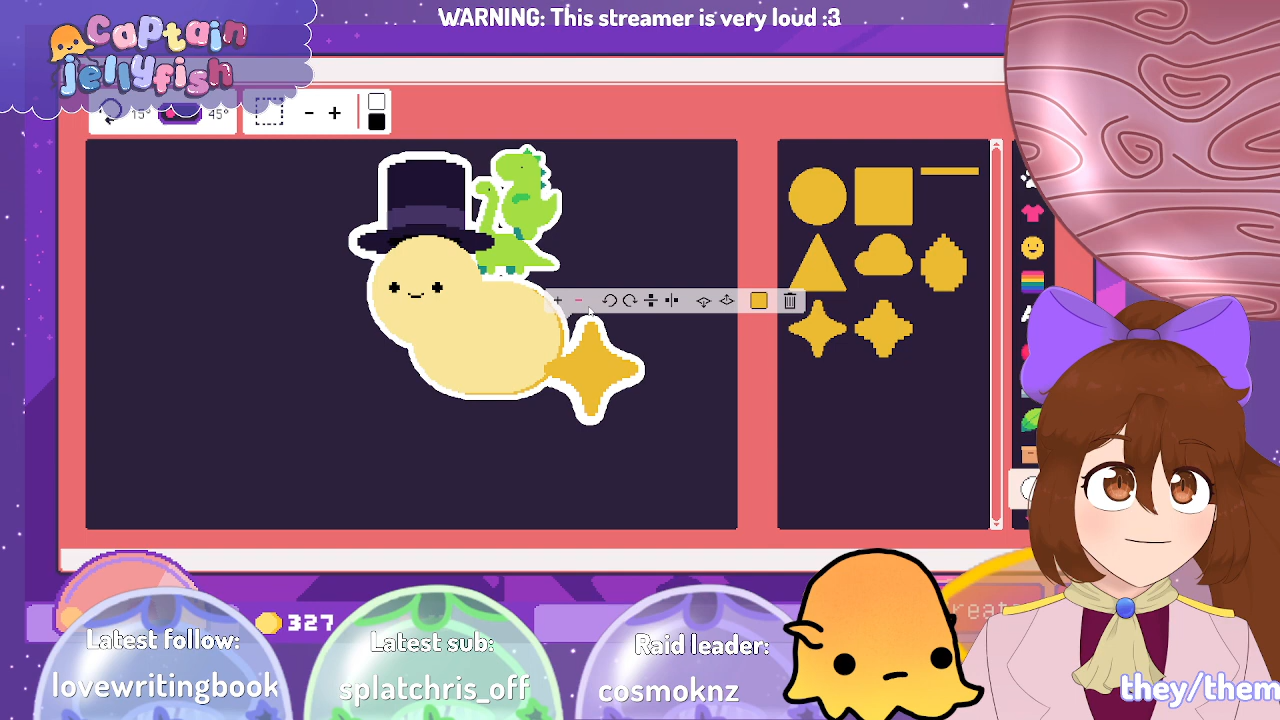 WARNING: This streamer is very loud :3
Captain
jellyfish
15° 45°
327
Latest follow:
lovewritingbook
Latest sub:
splatchris_off
Raid leader:
cosmoknz
they/them